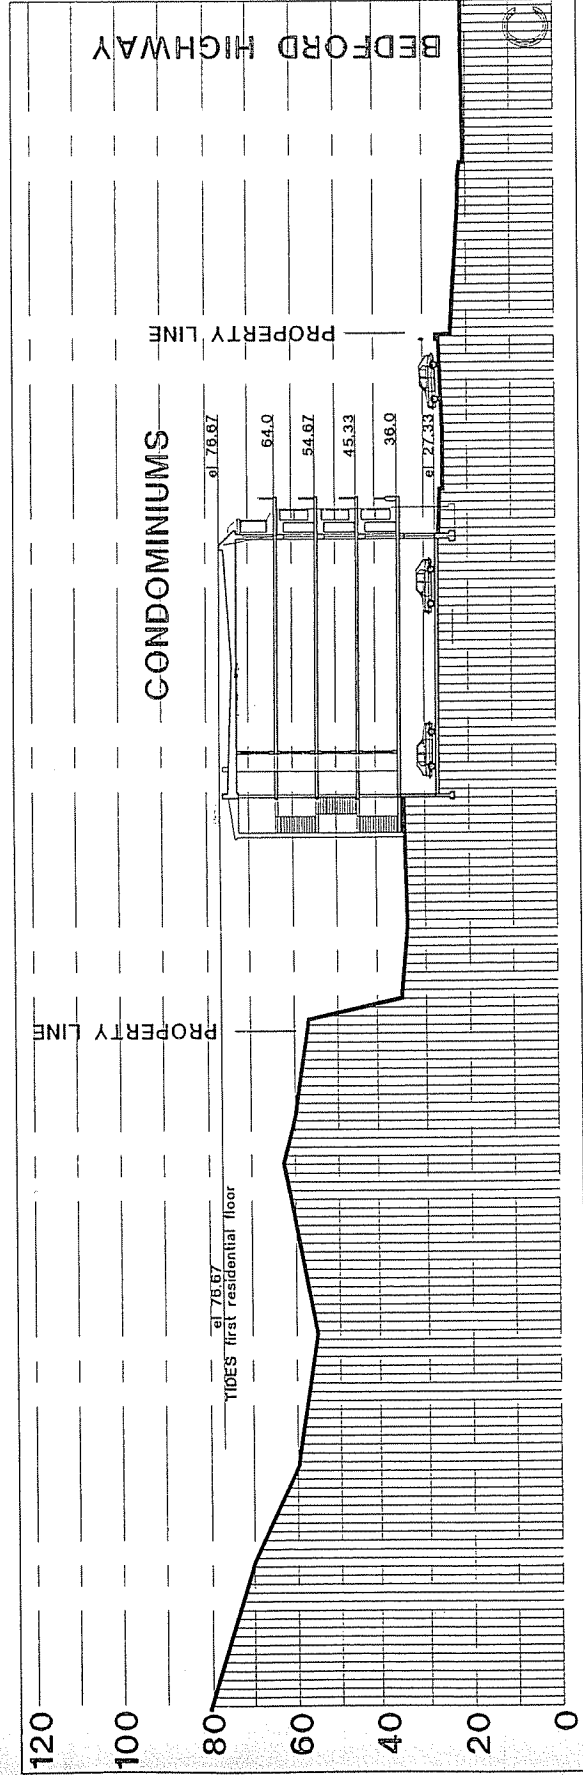 BEDFORD HIGHWAY
PROPERTY LINE
CONDOMINIUMS
el 76.67
64.0
54.67
45.33
36.0
el 27.33
PROPERTY LINE
el 76.67
TIDES first residential floor
120
100
80
60
40
20
0